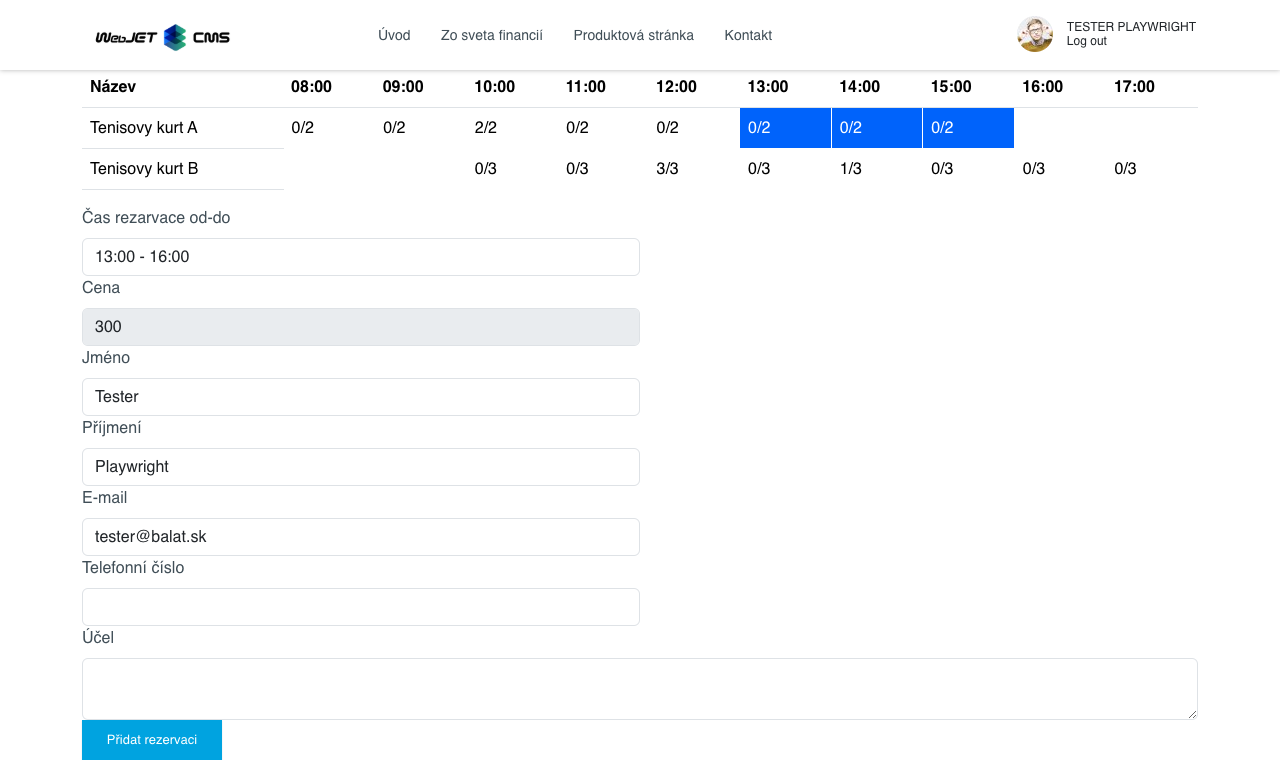 WebJET CMS
Úvod Zo sveta financií Produktová stránka Kontakt
TESTER PLAYWRIGHT
Log out
Název 08:00 09:00 10:00 11:00 12:00 13:00 14:00 15:00 16:00 17:00
Tenisovy kurt A 0/2 0/2 2/2 0/2 0/2 0/2 0/2 0/2
Tenisovy kurt B 0/3 0/3 3/3 0/3 1/3 0/3 0/3 0/3
Čas rezarvace od-do
13:00 - 16:00
Cena
300
Jméno
Tester
Příjmení
Playwright
E-mail
tester@balat.sk
Telefonní číslo
Účel
Přidat rezervaci